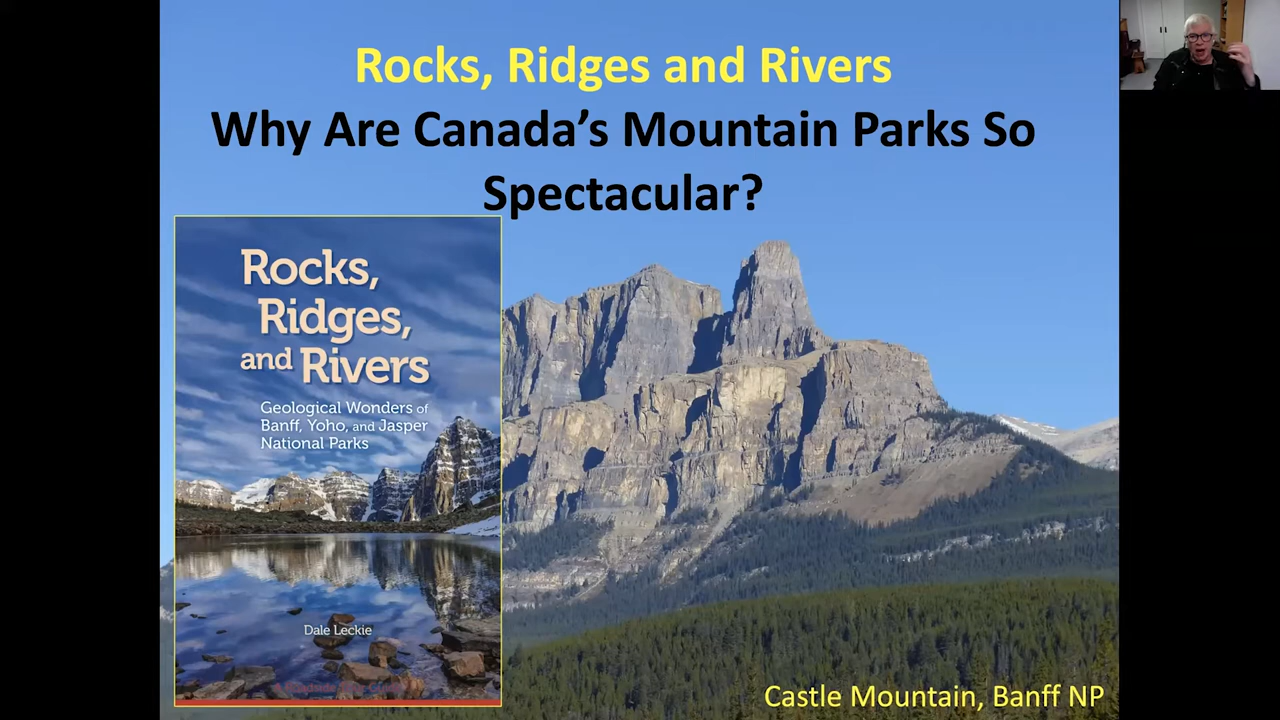 Rocks, Ridges and Rivers
Why Are Canada’s Mountain Parks So
Spectacular?
Rocks,
Ridges,
and Rivers
Geological Wonders of
Banff, Yoho, and Jasper
National Parks
Dale Leckie
Castle Mountain, Banff NP